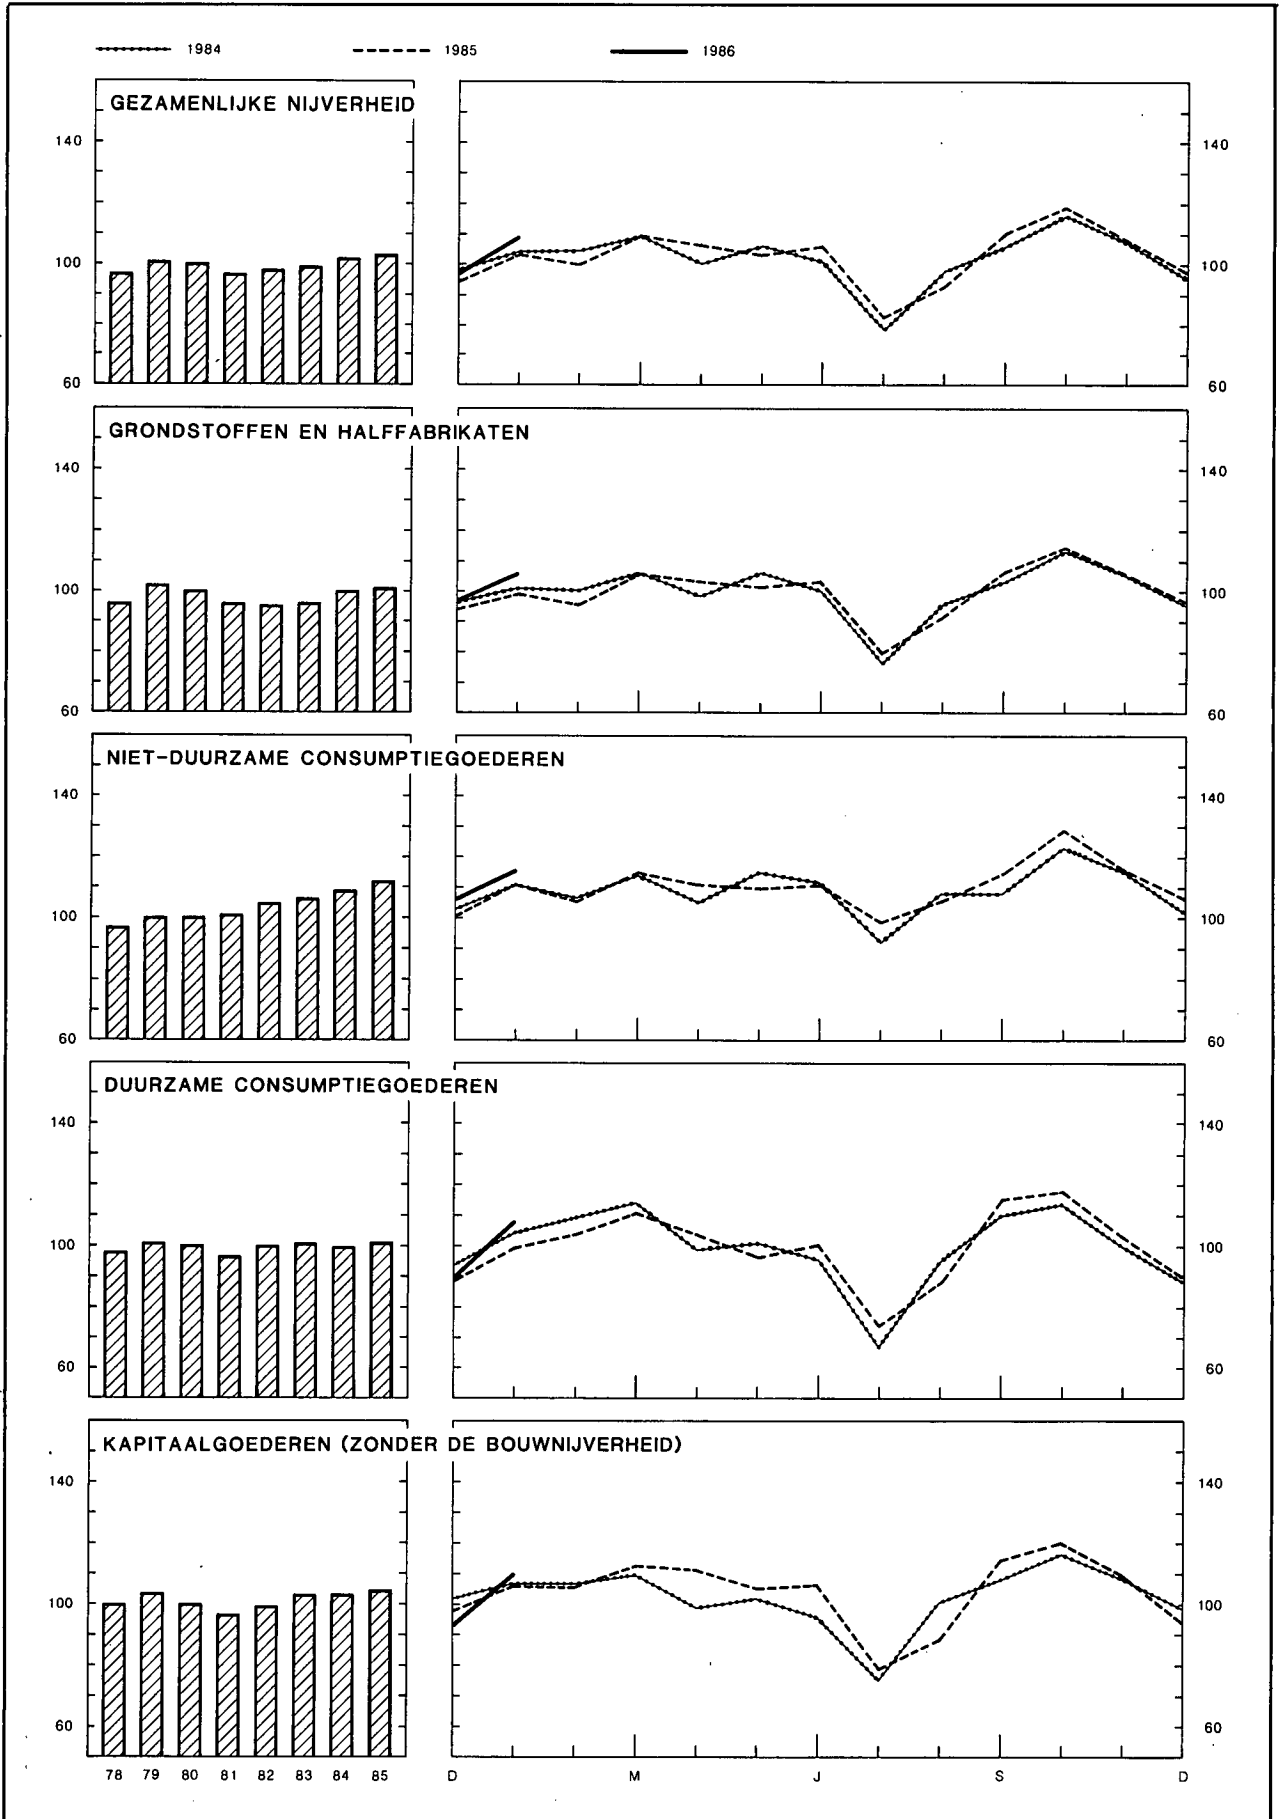 1984 1985 1986
GEZAMENLIJKE NIJVERHEID
140 140
100 100
60 60
GRONDSTOFFEN EN HALFFABRIKATEN
140 140
100 100
60 60
NIET-DUURZAME CONSUMPTIEGOEDEREN
140 140
100 100
60 60
DUURZAME CONSUMPTIEGOEDEREN
140 140
100 100
60 60
KAPITAALGOEDEREN (ZONDER DE BOUWNIJVERHEID)
140 140
100 100
60 60
78 79 80 81 82 83 84 85 D M J S D